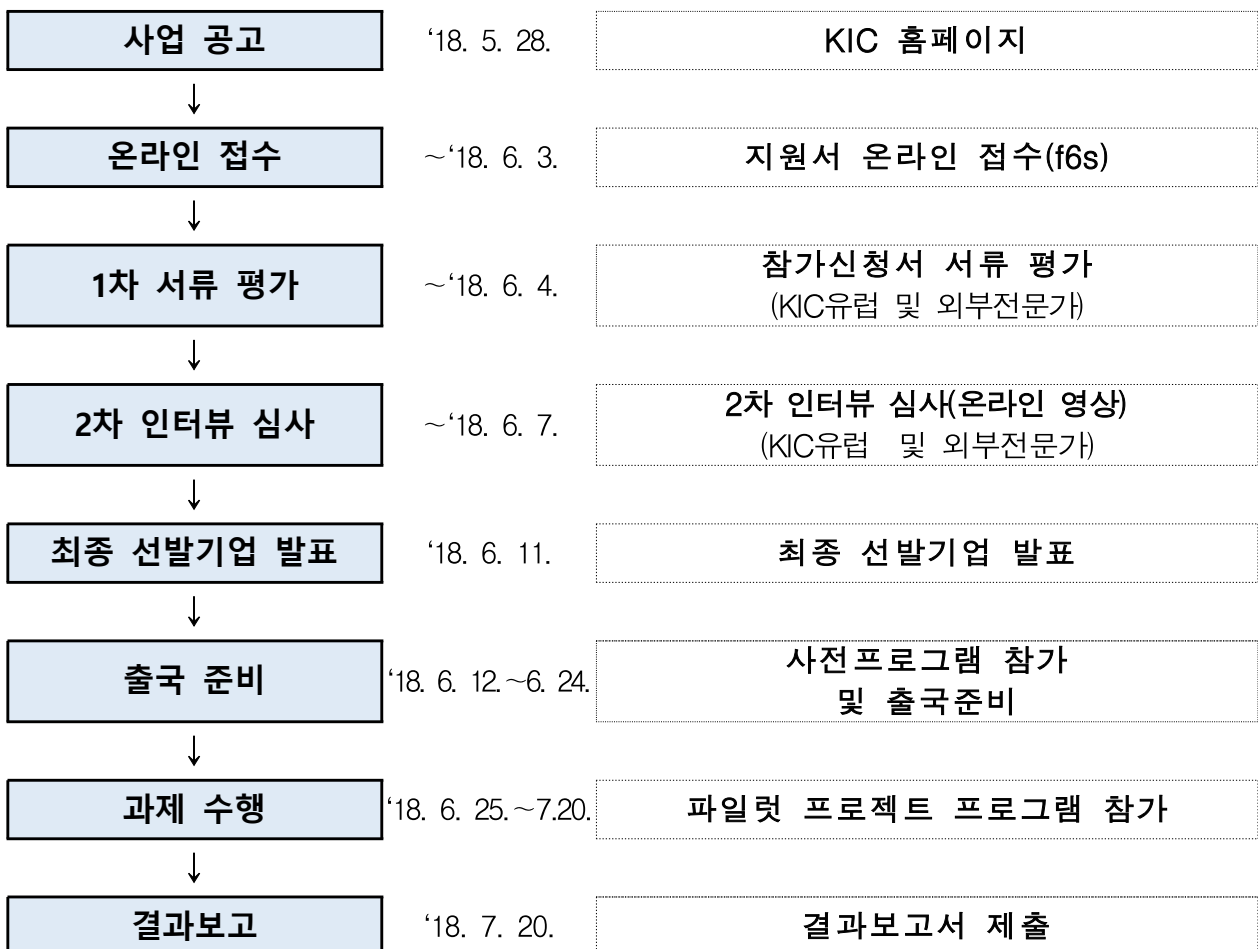 사업 공고 ‘18. 5. 28. KIC 홈페이지
↓
온라인 접수 ~‘18. 6. 3. 지원서 온라인 접수(f6s)
↓
1차 서류 평가 ~‘18. 6. 4. 참가신청서 서류 평가
(KIC유럽 및 외부전문가)
↓
2차 인터뷰 심사 ~‘18. 6. 7. 2차 인터뷰 심사(온라인 영상)
(KIC유럽 및 외부전문가)
↓
최종 선발기업 발표 ‘18. 6. 11. 최종 선발기업 발표
↓
출국 준비 ‘18. 6. 12.~6. 24. 사전프로그램 참가
및 출국준비
↓
과제 수행 ‘18. 6. 25.~7.20. 파일럿 프로젝트 프로그램 참가
↓
결과보고 ‘18. 7. 20. 결과보고서 제출